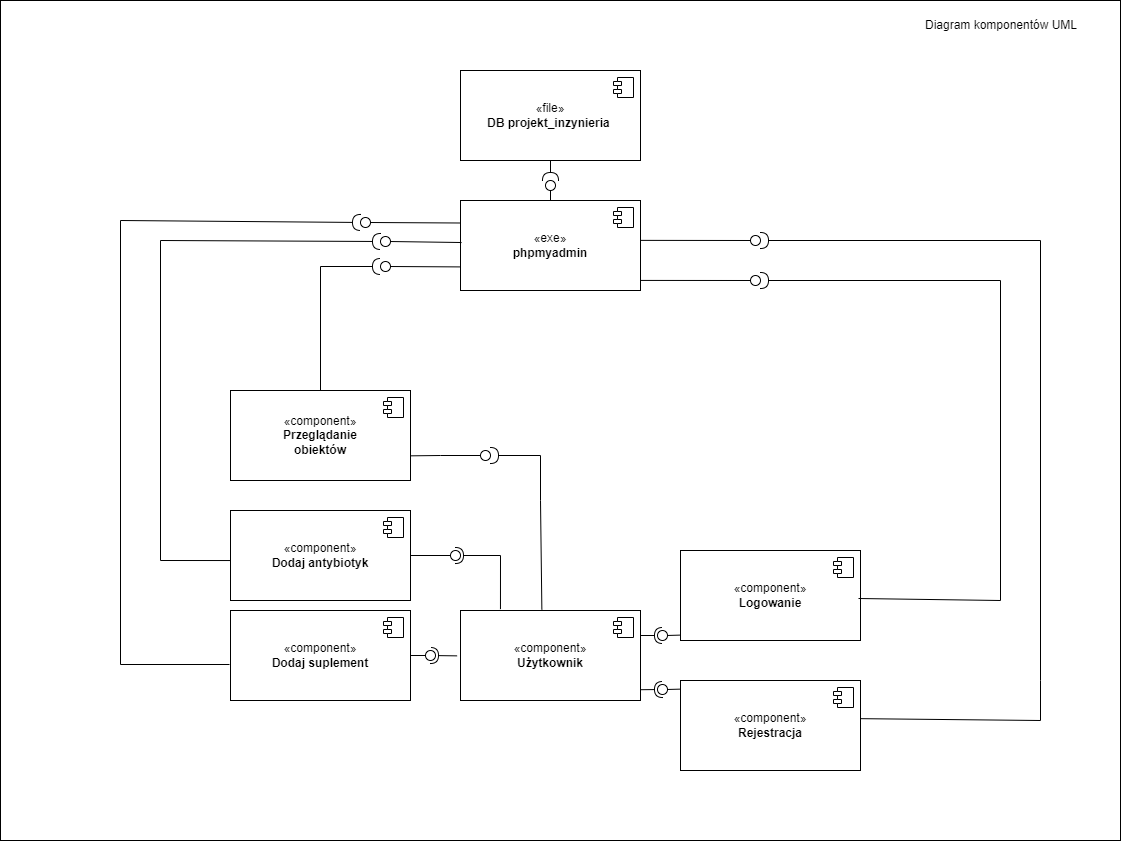 Diagram komponentów UML
«file»
DB projekt_inzynieria
«exe»
phpmyadmin
«component»
Przeglądanie
obiektów
«component»
Dodaj antybiotyk
«component»
Dodaj suplement
«component»
Użytkownik
«component»
Logowanie
«component»
Rejestracja